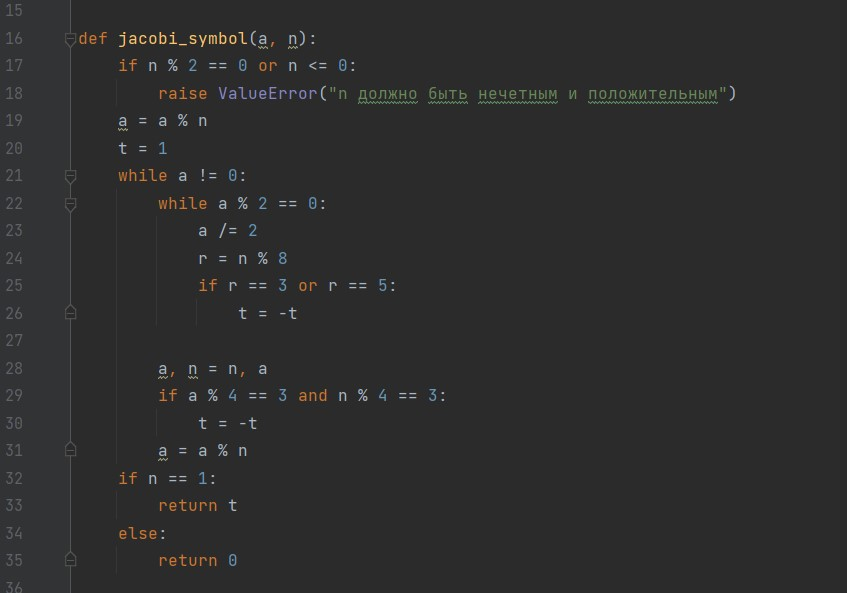 15
16 def jacobi_symbol(a, n):
17     if n % 2 == 0 or n <= 0:
18         raise ValueError("n должно быть нечетным и положительным")
19     a = a % n
20     t = 1
21     while a != 0:
22         while a % 2 == 0:
23             a /= 2
24             r = n % 8
25             if r == 3 or r == 5:
26                 t = -t
27
28         a, n = n, a
29         if a % 4 == 3 and n % 4 == 3:
30             t = -t
31         a = a % n
32     if n == 1:
33         return t
34     else:
35         return 0
36